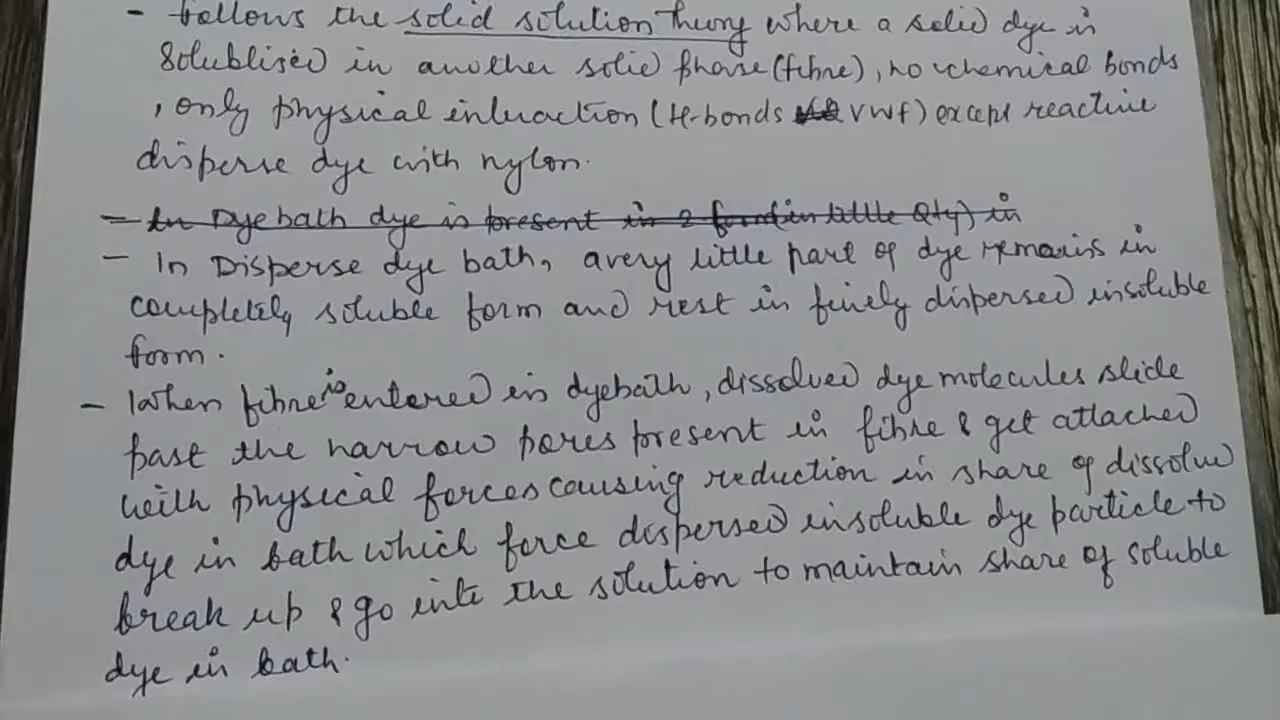 - follows the solid solution theory where a solid dye is
solublised in another solid phase (fibre), no chemical bonds
, only physical interaction (H-bonds & VWF) except reactive
disperse dye with nylon.
- In Dyebath dye is present in 2 form (in little Qty) in
- In Disperse dye bath, a very little part of dye remains in
completely soluble form and rest in finely dispersed insoluble
form.
- When fibre is entered in dyebath, dissolved dye molecules slide
past the narrow pores present in fibre & get attached
with physical forces causing reduction in share of dissolve
dye in bath which force dispersed insoluble dye particle to
break up & go into the solution to maintain share of soluble
dye in bath.